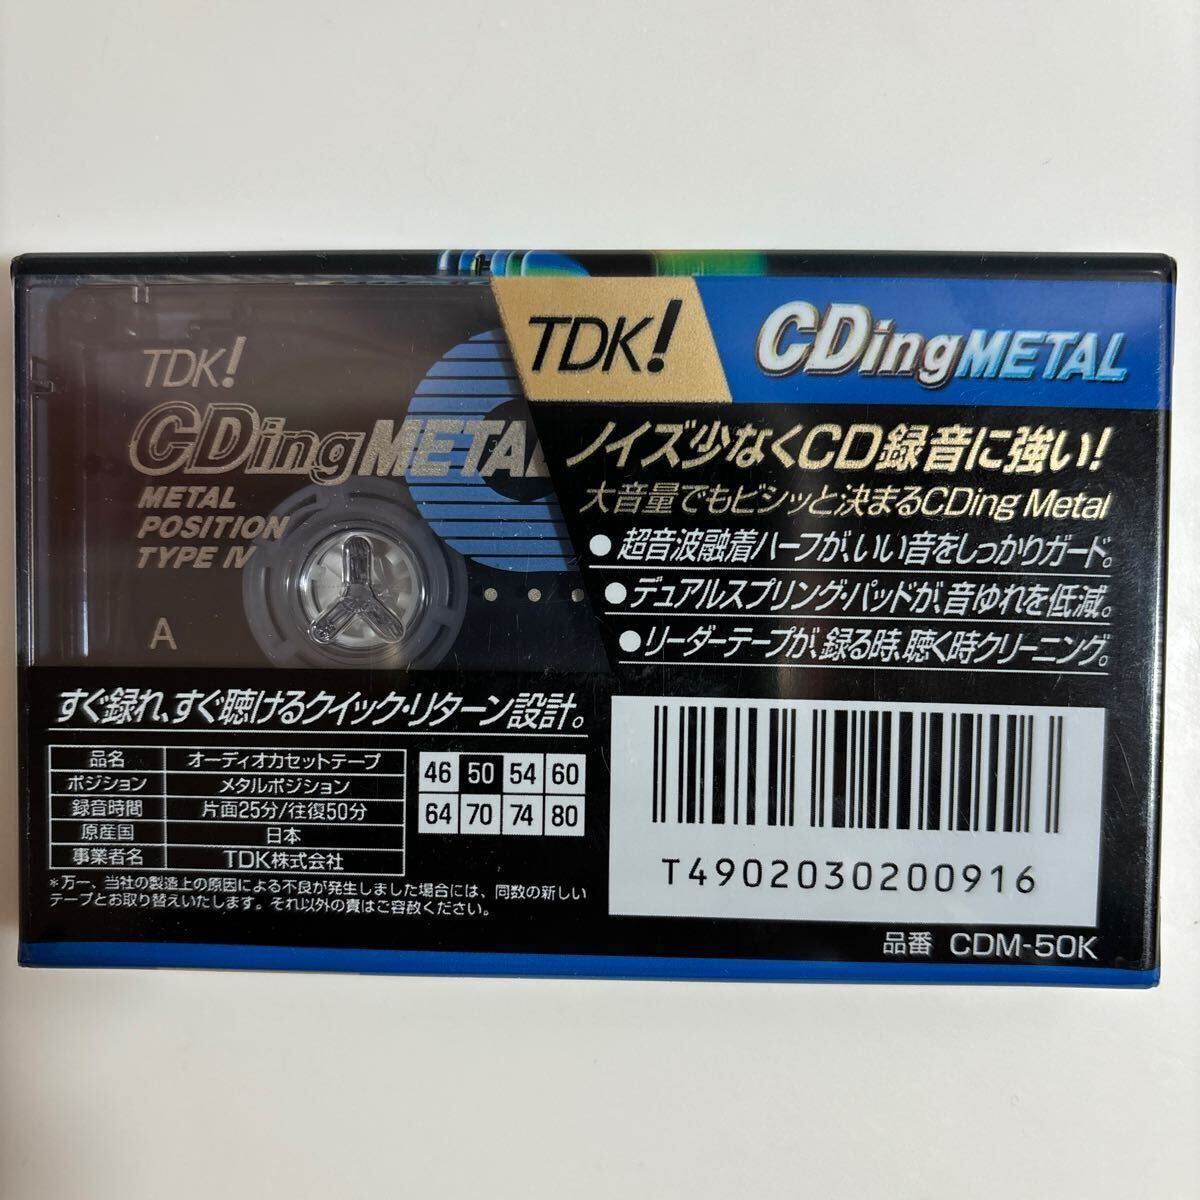 TDK!
CDing METAL
TDK!
CDing METAL
METAL
POSITION
TYPE IV
A
ノイズ少なくCD録音に強い!
大音量でもビシッと決まるCDing Metal
●超音波融着ハーフが、いい音をしっかりガード。
●デュアルスプリング・パッドが、音ゆれを低減。
●リーダーテープが、録る時、聴く時クリーニング。
すぐ録れ、すぐ聴けるクイック・リターン設計。
品名 オーディオカセットテープ
ポジション メタルポジション
録音時間 片面25分/往復50分
原産国 日本
事業者名 TDK株式会社
46 50 54 60
64 70 74 80
*万一、当社の製造上の原因による不良が発生しました場合には、同数の新しい
テープとお取り替えいたします。それ以外の責はご容赦ください。
T4902030200916
品番 CDM-50K